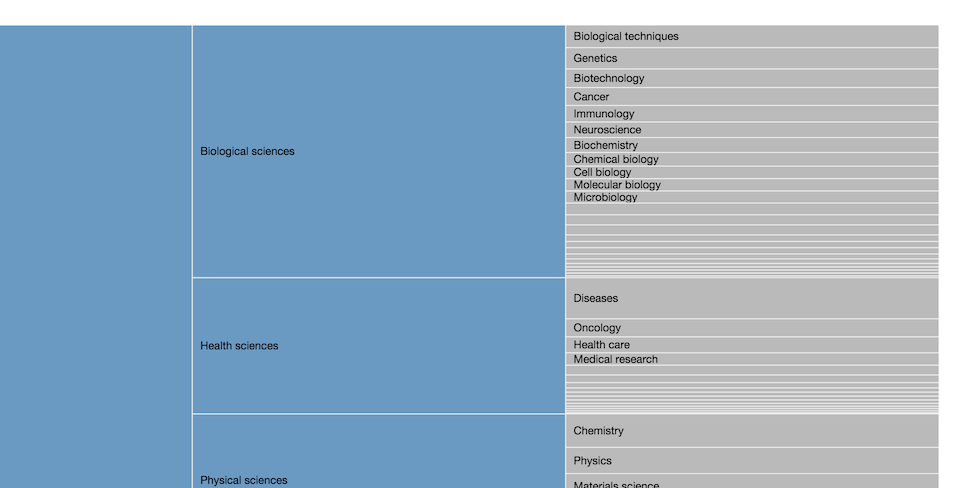 Biological sciences
Biological techniques
Genetics
Biotechnology
Cancer
Immunology
Neuroscience
Biochemistry
Chemical biology
Cell biology
Molecular biology
Microbiology
Health sciences
Diseases
Oncology
Health care
Medical research
Physical sciences
Chemistry
Physics
Materials science